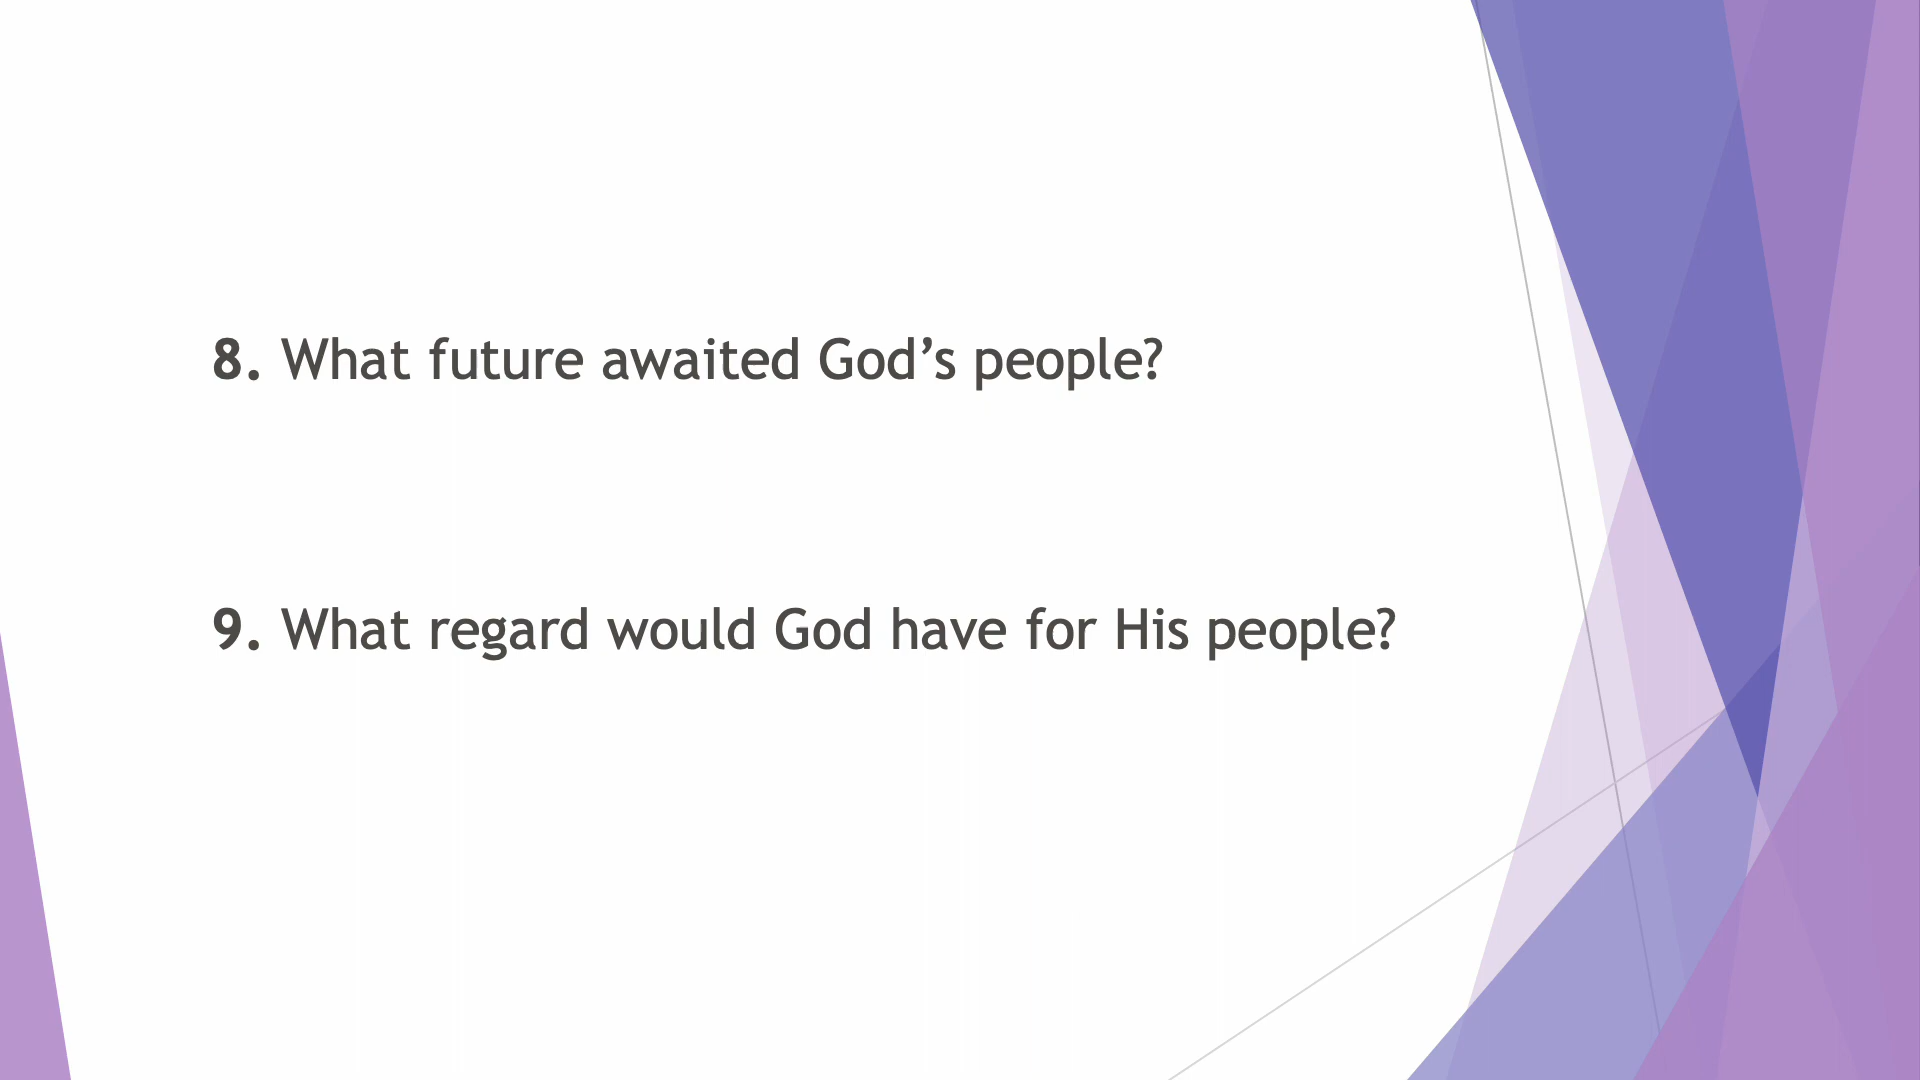 8. What future awaited God’s people?
9. What regard would God have for His people?